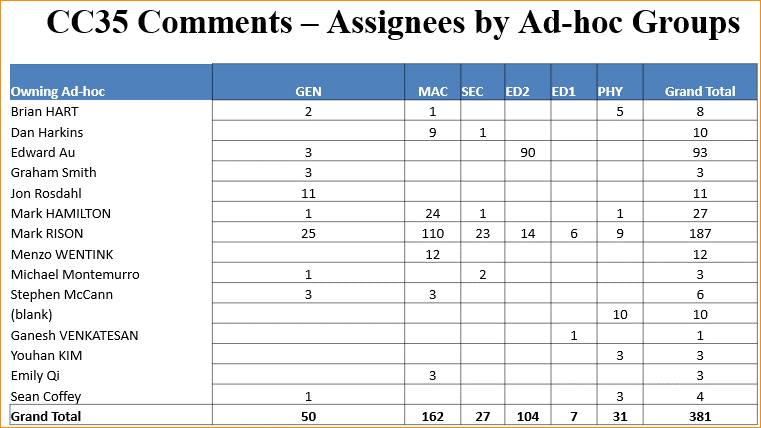 CC35 Comments – Assignees by Ad-hoc Groups
Owning Ad-hoc GEN MAC SEC ED2 ED1 PHY Grand Total
Brian HART 2 1 5 8
Dan Harkins 9 1 10
Edward Au 3 90 93
Graham Smith 3 3
Jon Rosdahl 11 11
Mark HAMILTON 1 24 1 1 27
Mark RISON 25 110 23 14 6 9 187
Menzo WENTINK 12 12
Michael Montemurro 1 2 3
Stephen McCann 3 3 6
(blank) 10 10
Ganesh VENKATESAN 1 1
Youhan KIM 3 3
Emily Qi 3 3
Sean Coffey 1 3 4
Grand Total 50 162 27 104 7 31 381